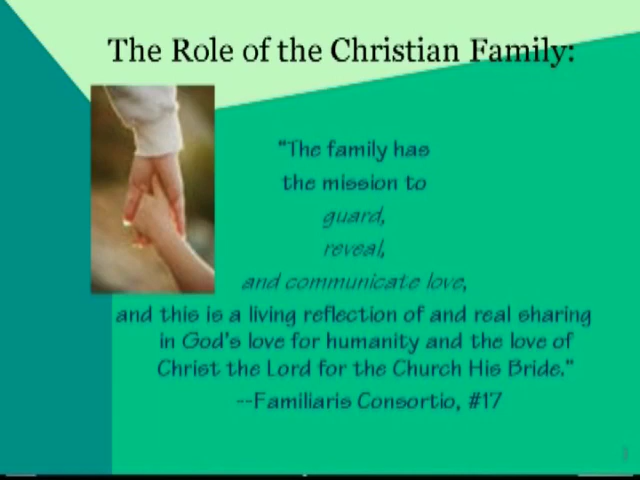 The Role of the Christian Family:
"The family has
the mission to
guard,
reveal,
and communicate love,
and this is a living reflection of and real sharing
in God's love for humanity and the love of
Christ the Lord for the Church His Bride."
--Familiaris Consortio, #17